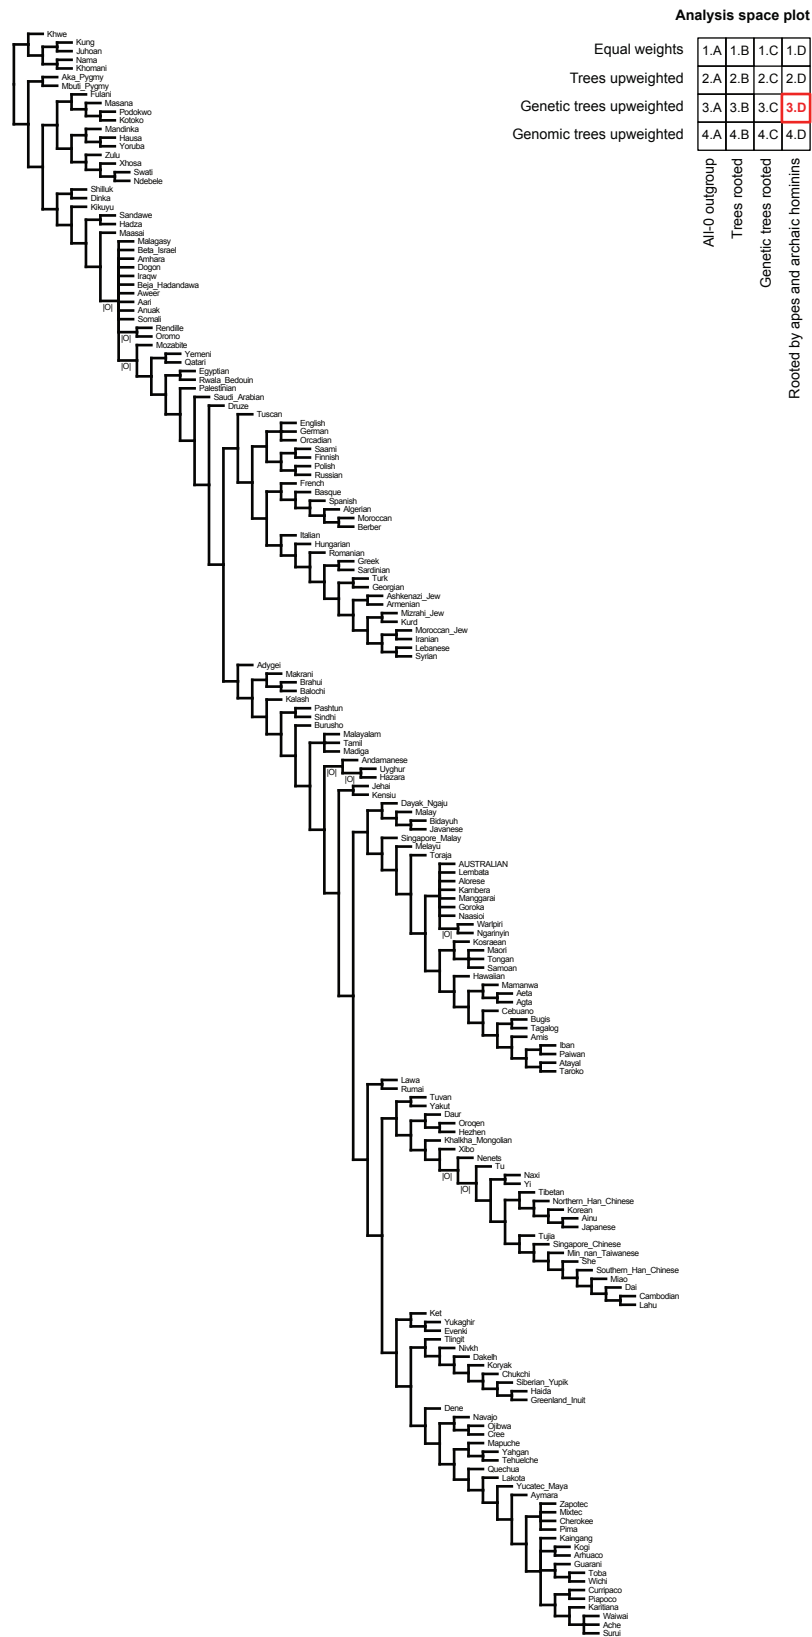 Analysis space plot
Equal weights
1.A 1.B 1.C 1.D
Trees upweighted
2.A 2.B 2.C 2.D
Genetic trees upweighted
3.A 3.B 3.C 3.D
Genomic trees upweighted
4.A 4.B 4.C 4.D
All-0 outgroup
Trees rooted
Genetic trees rooted
Rooted by apes and archaic hominins
Khwe
Kung
Juhoan
Nama
Khomani
Aka_Pygmy
Mbuti_Pygmy
Fulani
Masana
Podokwo
Kotoko
Mandinka
Hausa
Yoruba
Zulu
Xhosa
Swati
Ndebele
Shilluk
Dinka
Kikuyu
Sandawe
Hadza
Maasai
Malagasy
Beta_Israel
Amhara
Dogon
Iraqw
Beja_Hadandawa
Aweer
Aari
Anuak
|O|
Somali
Rendille
|O|
Oromo
Mozabite
Yemeni
|O|
Qatari
Egyptian
Rwala_Bedouin
Palestinian
Saudi_Arabian
Druze
Tuscan
English
German
Orcadian
Saami
Finnish
Polish
Russian
French
Basque
Spanish
Algerian
Moroccan
Berber
Italian
Hungarian
Romanian
Greek
Sardinian
Turk
Georgian
Ashkenazi_Jew
Armenian
Mizrahi_Jew
Kurd
Moroccan_Jew
Iranian
Lebanese
Syrian
Adygei
Makrani
Brahui
Balochi
Kalash
Pashtun
Sindhi
Burusho
Malayalam
Tamil
Madiga
Andamanese
Uyghur
|O|
|O|
Hazara
Jehai
Kensiu
Dayak_Ngaju
Malay
Bidayuh
Javanese
Singapore_Malay
Melayu
Toraja
AUSTRALIAN
Lembata
Alorese
Kambera
Manggarai
Goroka
Naasioi
Warlpiri
|O|
Ngarinyin
Kosraean
Maori
Tongan
Samoan
Hawaiian
Mamanwa
Aeta
Agta
Cebuano
Bugis
Tagalog
Amis
Iban
Paiwan
Atayal
Taroko
Lawa
Rumai
Tuvan
Yakut
Daur
Oroqen
Hezhen
Khalkha_Mongolian
Xibo
Nenets
Tu
|O|
Naxi
Yi
|O|
Tibetan
Northern_Han_Chinese
Korean
Ainu
Japanese
Tujia
Singapore_Chinese
Min_nan_Taiwanese
She
Southern_Han_Chinese
Miao
Dai
Cambodian
Lahu
Ket
Yukaghir
Evenki
Tlingit
Nivkh
Dakelh
Koryak
Chukchi
Siberian_Yupik
Haida
Greenland_Inuit
Dene
Navajo
Ojibwa
Cree
Mapuche
Yahgan
Tehuelche
Quechua
Lakota
Yucatec_Maya
Aymara
Zapotec
Mixtec
Cherokee
Pima
Kaingang
Kogi
Arhuaco
Guarani
Toba
Wichi
Curripaco
Piapoco
Karitiana
Waiwai
Ache
Surui